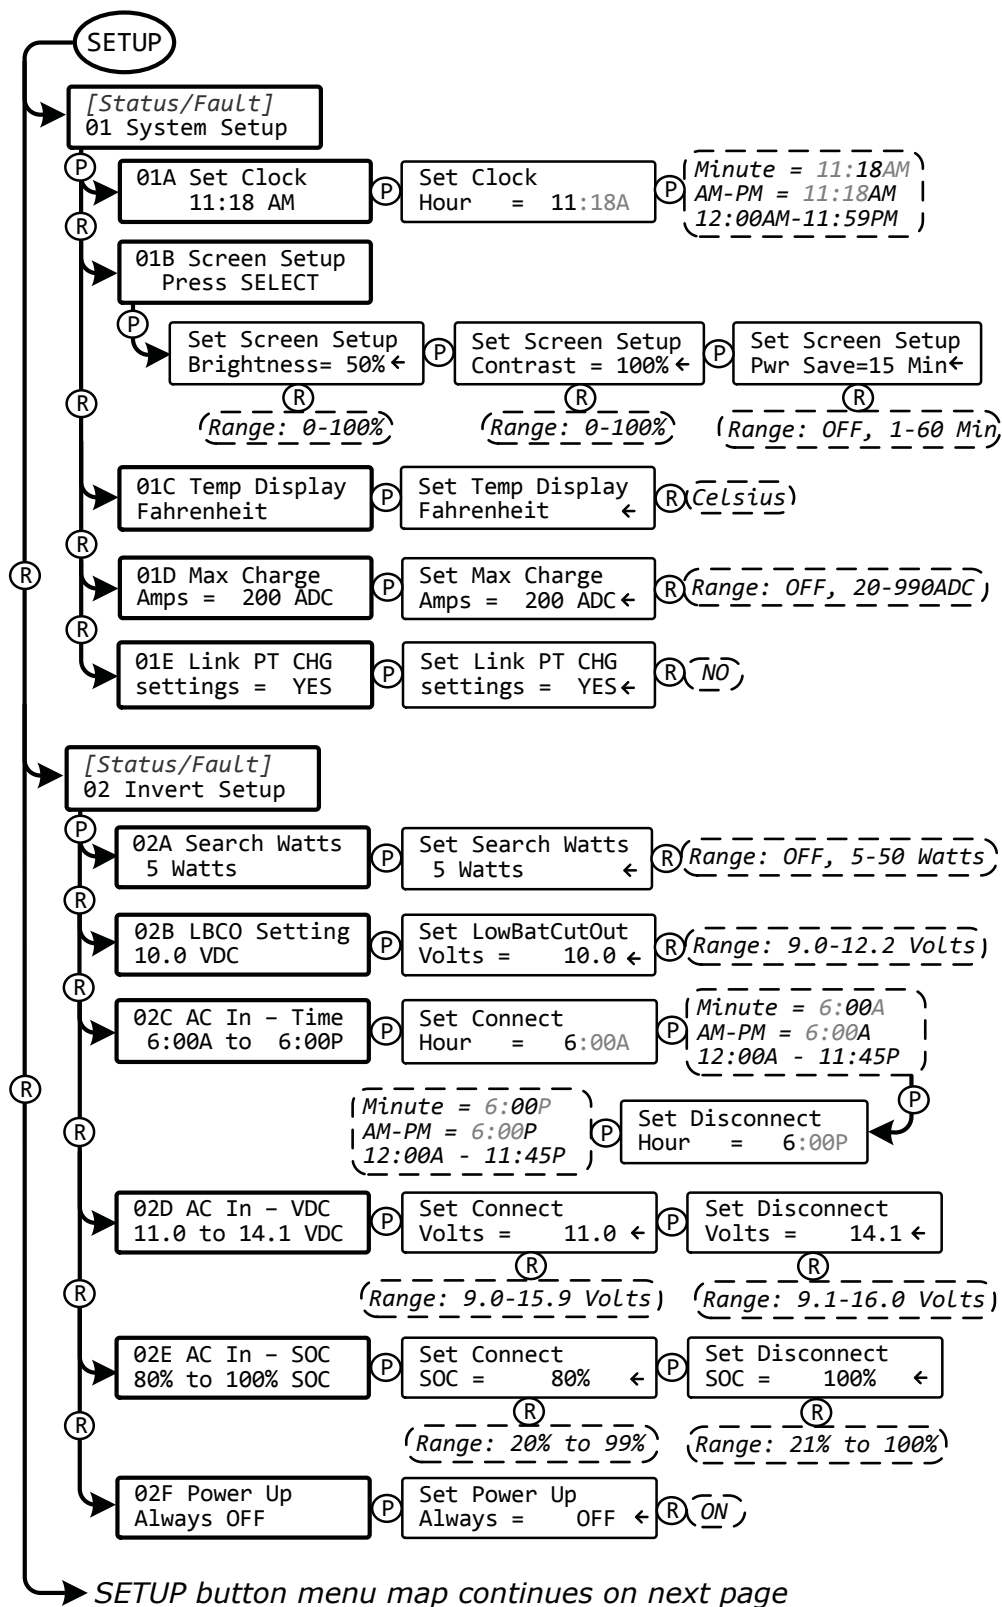 SETUP
[Status/Fault]
01 System Setup
P
01A Set Clock
11:18 AM
P
Set Clock
Hour = 11:18A
P
Minute = 11:18AM
AM-PM = 11:18AM
12:00AM-11:59PM
R
01B Screen Setup
Press SELECT
P
Set Screen Setup
Brightness= 50%←
P
Set Screen Setup
Contrast = 100%←
P
Set Screen Setup
Pwr Save=15 Min←
R
R
R
R
Range: 0-100%
Range: 0-100%
Range: OFF, 1-60 Min
01C Temp Display
Fahrenheit
P
Set Temp Display
Fahrenheit ←
R
Celsius
R
R
01D Max Charge
Amps = 200 ADC
P
Set Max Charge
Amps = 200 ADC←
R
Range: OFF, 20-990ADC
R
01E Link PT CHG
settings = YES
P
Set Link PT CHG
settings = YES←
R
NO
[Status/Fault]
02 Invert Setup
P
02A Search Watts
5 Watts
P
Set Search Watts
5 Watts ←
R
Range: OFF, 5-50 Watts
R
02B LBCO Setting
10.0 VDC
P
Set LowBatCutOut
Volts = 10.0 ←
R
Range: 9.0-12.2 Volts
R
02C AC In – Time
6:00A to 6:00P
P
Set Connect
Hour = 6:00A
P
Minute = 6:00A
AM-PM = 6:00A
12:00A - 11:45P
R
P
Set Disconnect
Hour = 6:00P
P
Minute = 6:00P
AM-PM = 6:00P
12:00A - 11:45P
R
02D AC In – VDC
11.0 to 14.1 VDC
P
Set Connect
Volts = 11.0 ←
P
Set Disconnect
Volts = 14.1 ←
R
R
R
Range: 9.0-15.9 Volts
Range: 9.1-16.0 Volts
02E AC In – SOC
80% to 100% SOC
P
Set Connect
SOC = 80% ←
P
Set Disconnect
SOC = 100% ←
R
R
R
Range: 20% to 99%
Range: 21% to 100%
02F Power Up
Always OFF
P
Set Power Up
Always = OFF ←
R
ON
SETUP button menu map continues on next page